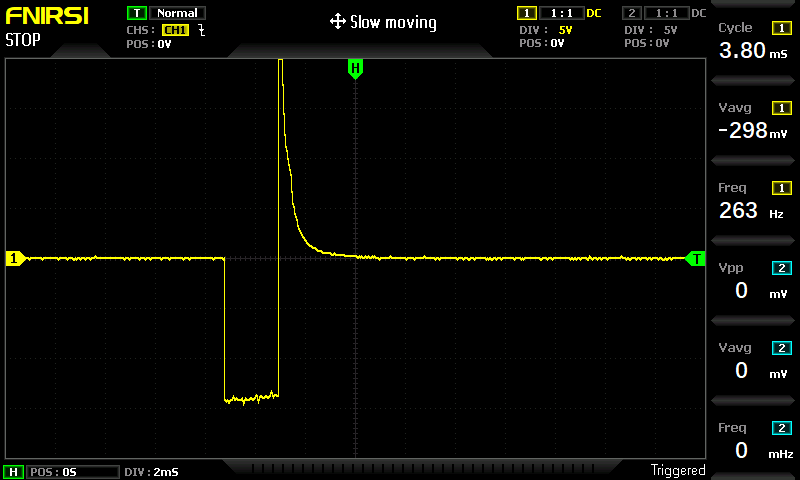 FNIRSI
STOP
T Normal
CHS: CH1
POS: 0V
Slow moving
1 1:1 DC
DIV: 5V
POS: 0V
2 1:1 DC
DIV: 5V
POS: 0V
H
1
T
Cycle 1
3.80 mS
Vavg 1
-298 mV
Freq 1
263 Hz
Vpp 2
0 mV
Vavg 2
0 mV
Freq 2
0 mHz
H POS: 0S DIV: 2mS
Triggered